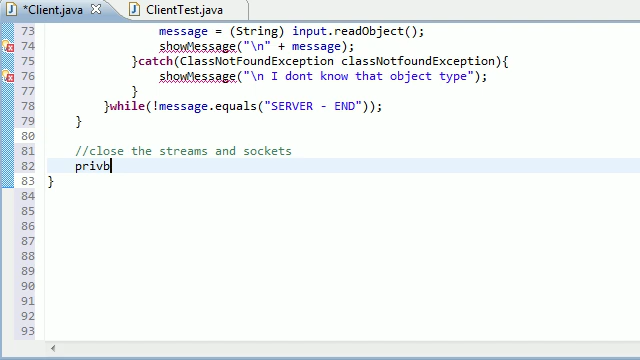 *Client.java ClientTest.java
73 message = (String) input.readObject();
74 showMessage("\n" + message);
75 }catch(ClassNotFoundException classNotfoundException){
76 showMessage("\n I dont know that object type");
77 }
78 }while(!message.equals("SERVER - END"));
79 }
80
81 //close the streams and sockets
82 privb
83 }
84
85
86
87
88
89
90
91
92
93